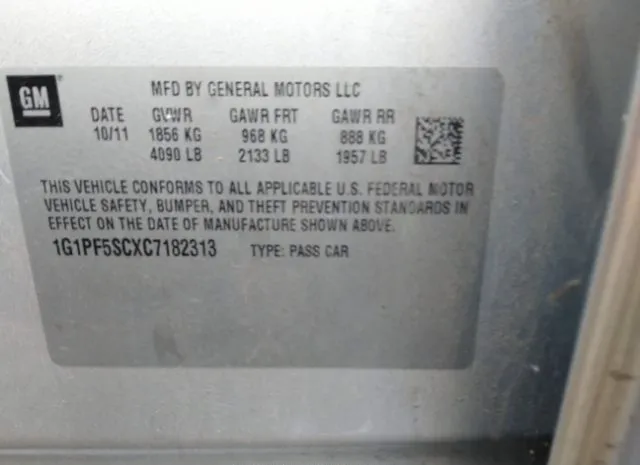 GM
MFD BY GENERAL MOTORS LLC
DATE GVWR GAWR FRT GAWR RR
10/11 1856 KG 968 KG 888 KG
4090 LB 2133 LB 1957 LB
THIS VEHICLE CONFORMS TO ALL APPLICABLE U.S. FEDERAL MOTOR
VEHICLE SAFETY, BUMPER, AND THEFT PREVENTION STANDARDS IN
EFFECT ON THE DATE OF MANUFACTURE SHOWN ABOVE.
1G1PF5SCXC7182313 TYPE: PASS CAR